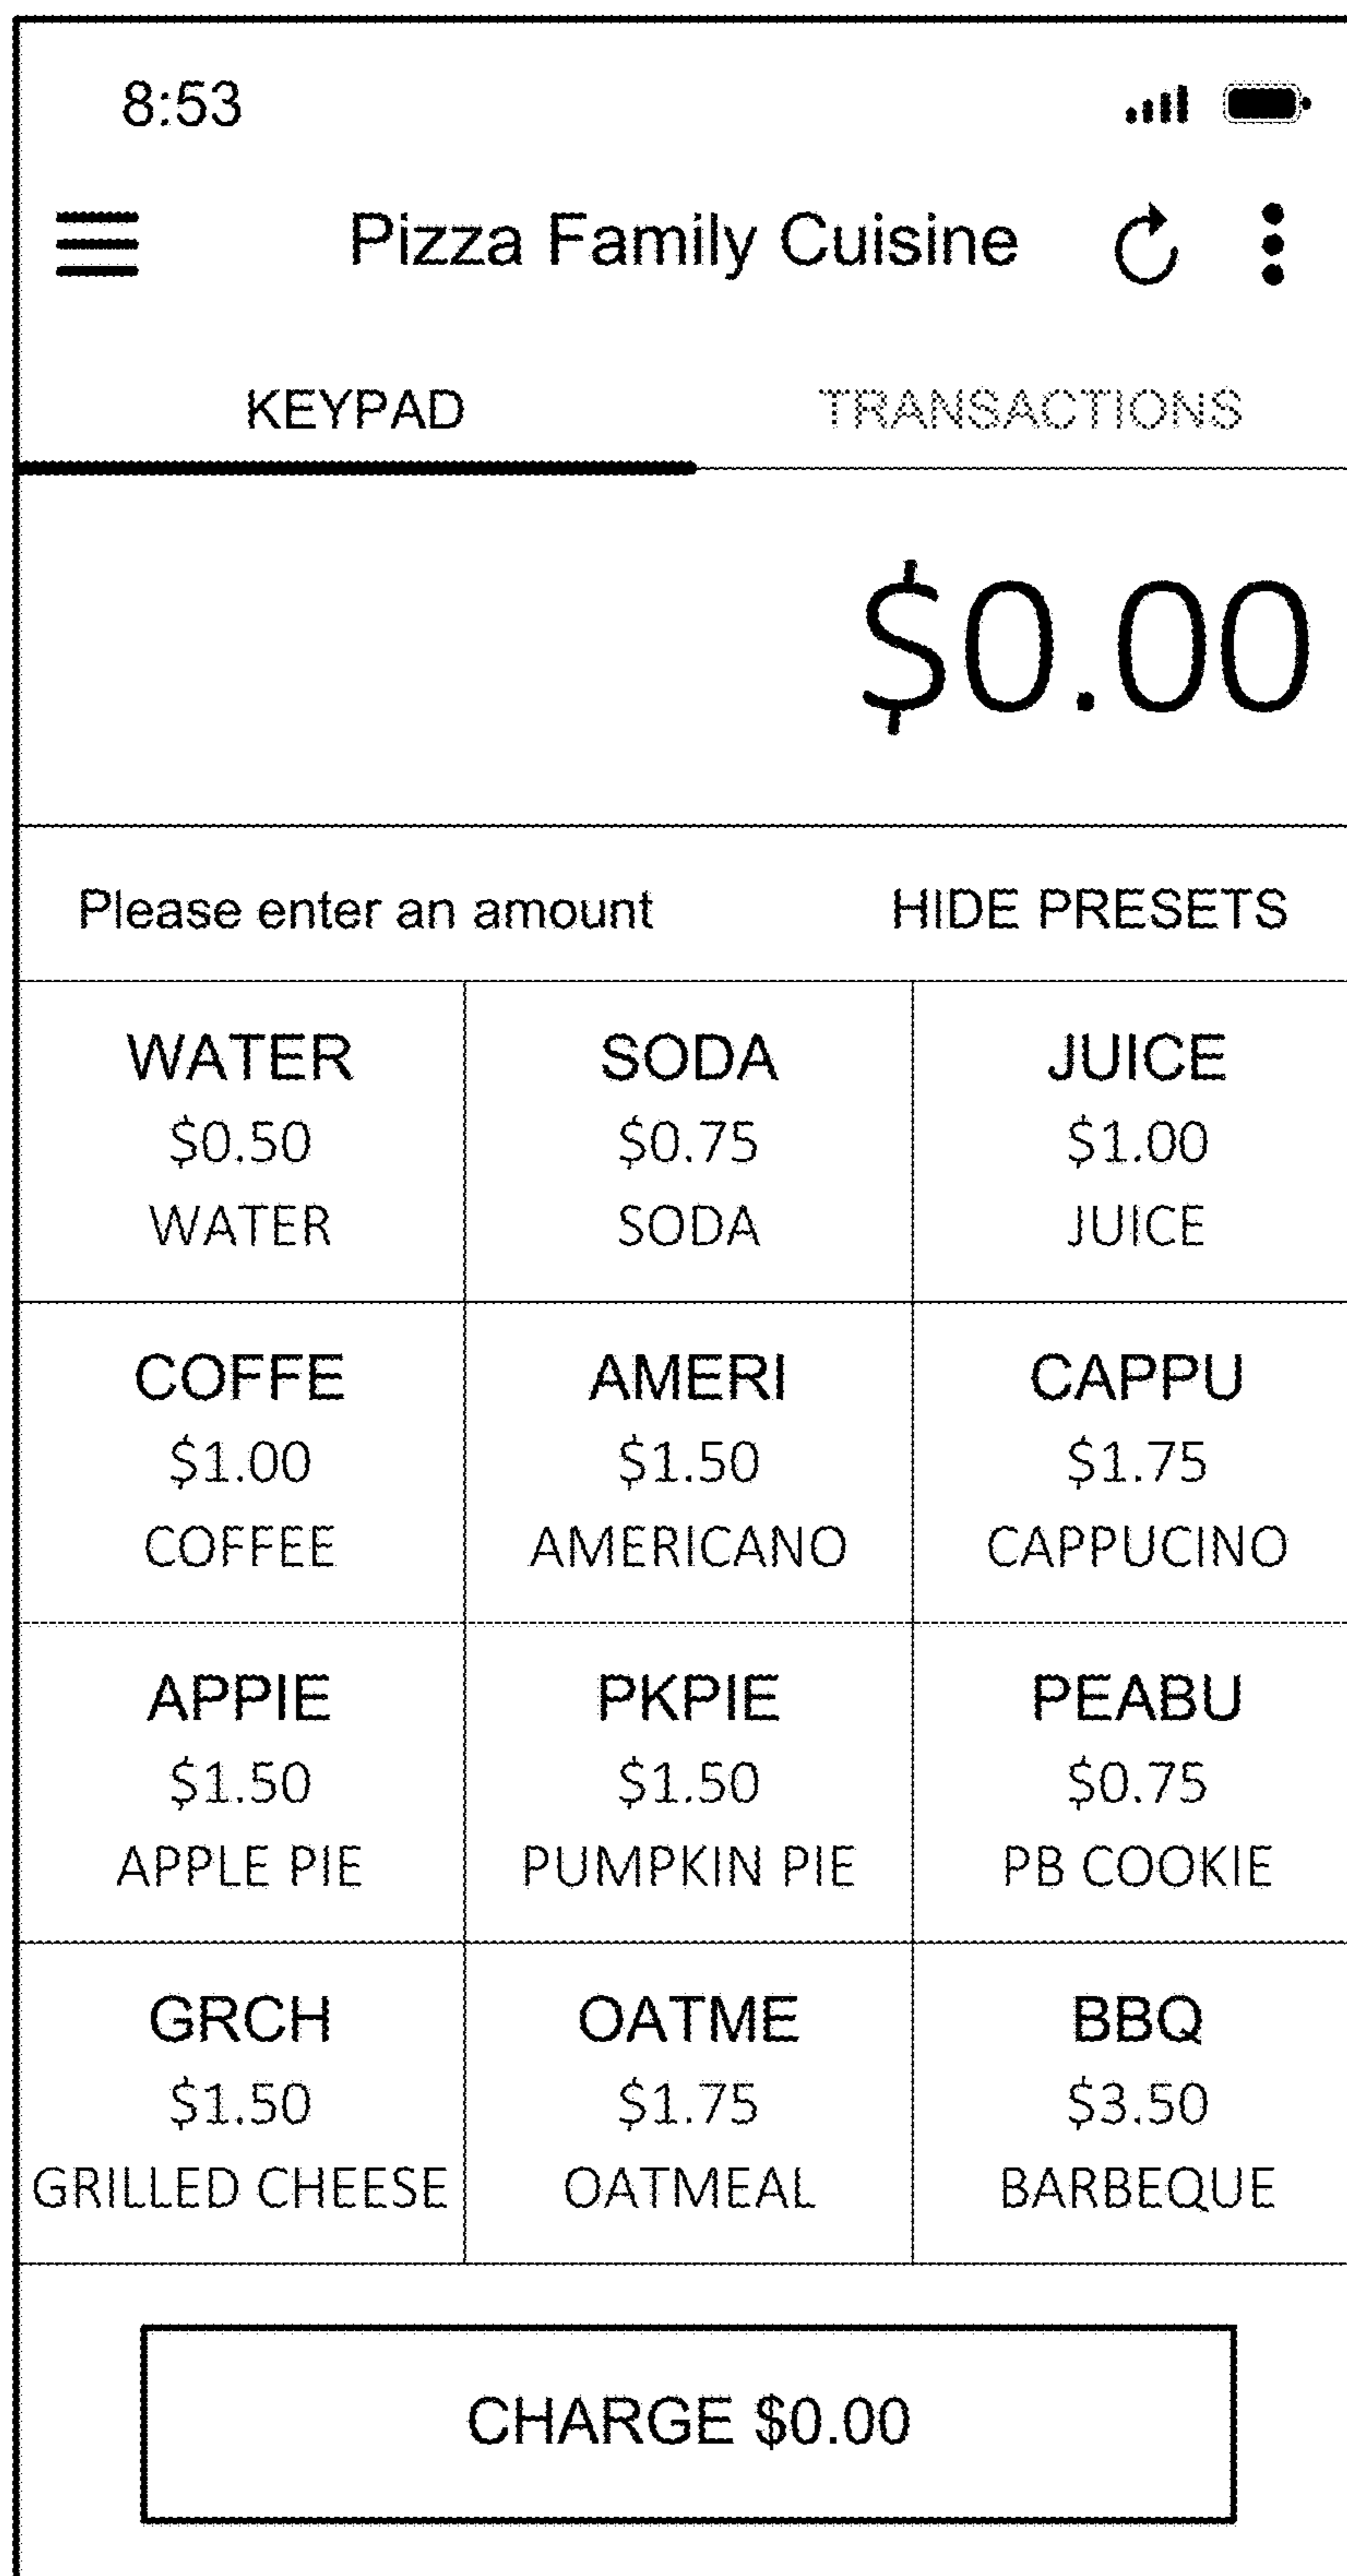 8:53
Pizza Family Cuisine
KEYPAD TRANSACTIONS
$0.00
Please enter an amount HIDE PRESETS
WATER SODA JUICE
$0.50 $0.75 $1.00
WATER SODA JUICE
COFFE AMERI CAPPU
$1.00 $1.50 $1.75
COFFEE AMERICANO CAPPUCINO
APPIE PKPIE PEABU
$1.50 $1.50 $0.75
APPLE PIE PUMPKIN PIE PB COOKIE
GRCH OATME BBQ
$1.50 $1.75 $3.50
GRILLED CHEESE OATMEAL BARBEQUE
CHARGE $0.00